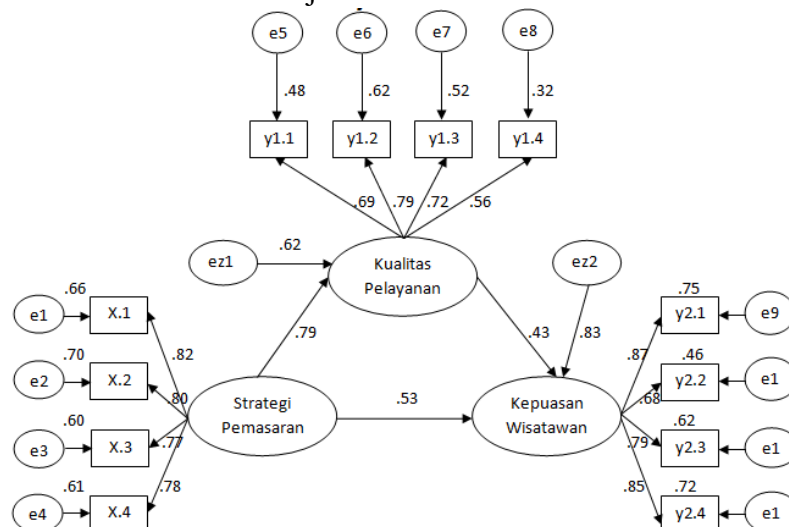 e5
e6
e7
e8
.48
.62
.52
.32
y1.1
y1.2
y1.3
y1.4
.69
.79
.72
.56
ez1
.62
Kualitas
Pelayanan
ez2
.66
e1
X.1
.82
.79
.43
.83
.75
y2.1
e9
.87
.70
e2
X.2
.80
.46
y2.2
e1
.68
Strategi
Pemasaran
.53
Kepuasan
Wisatawan
.60
e3
X.3
.77
.62
y2.3
e1
.79
.61
e4
X.4
.78
.85
.72
y2.4
e1